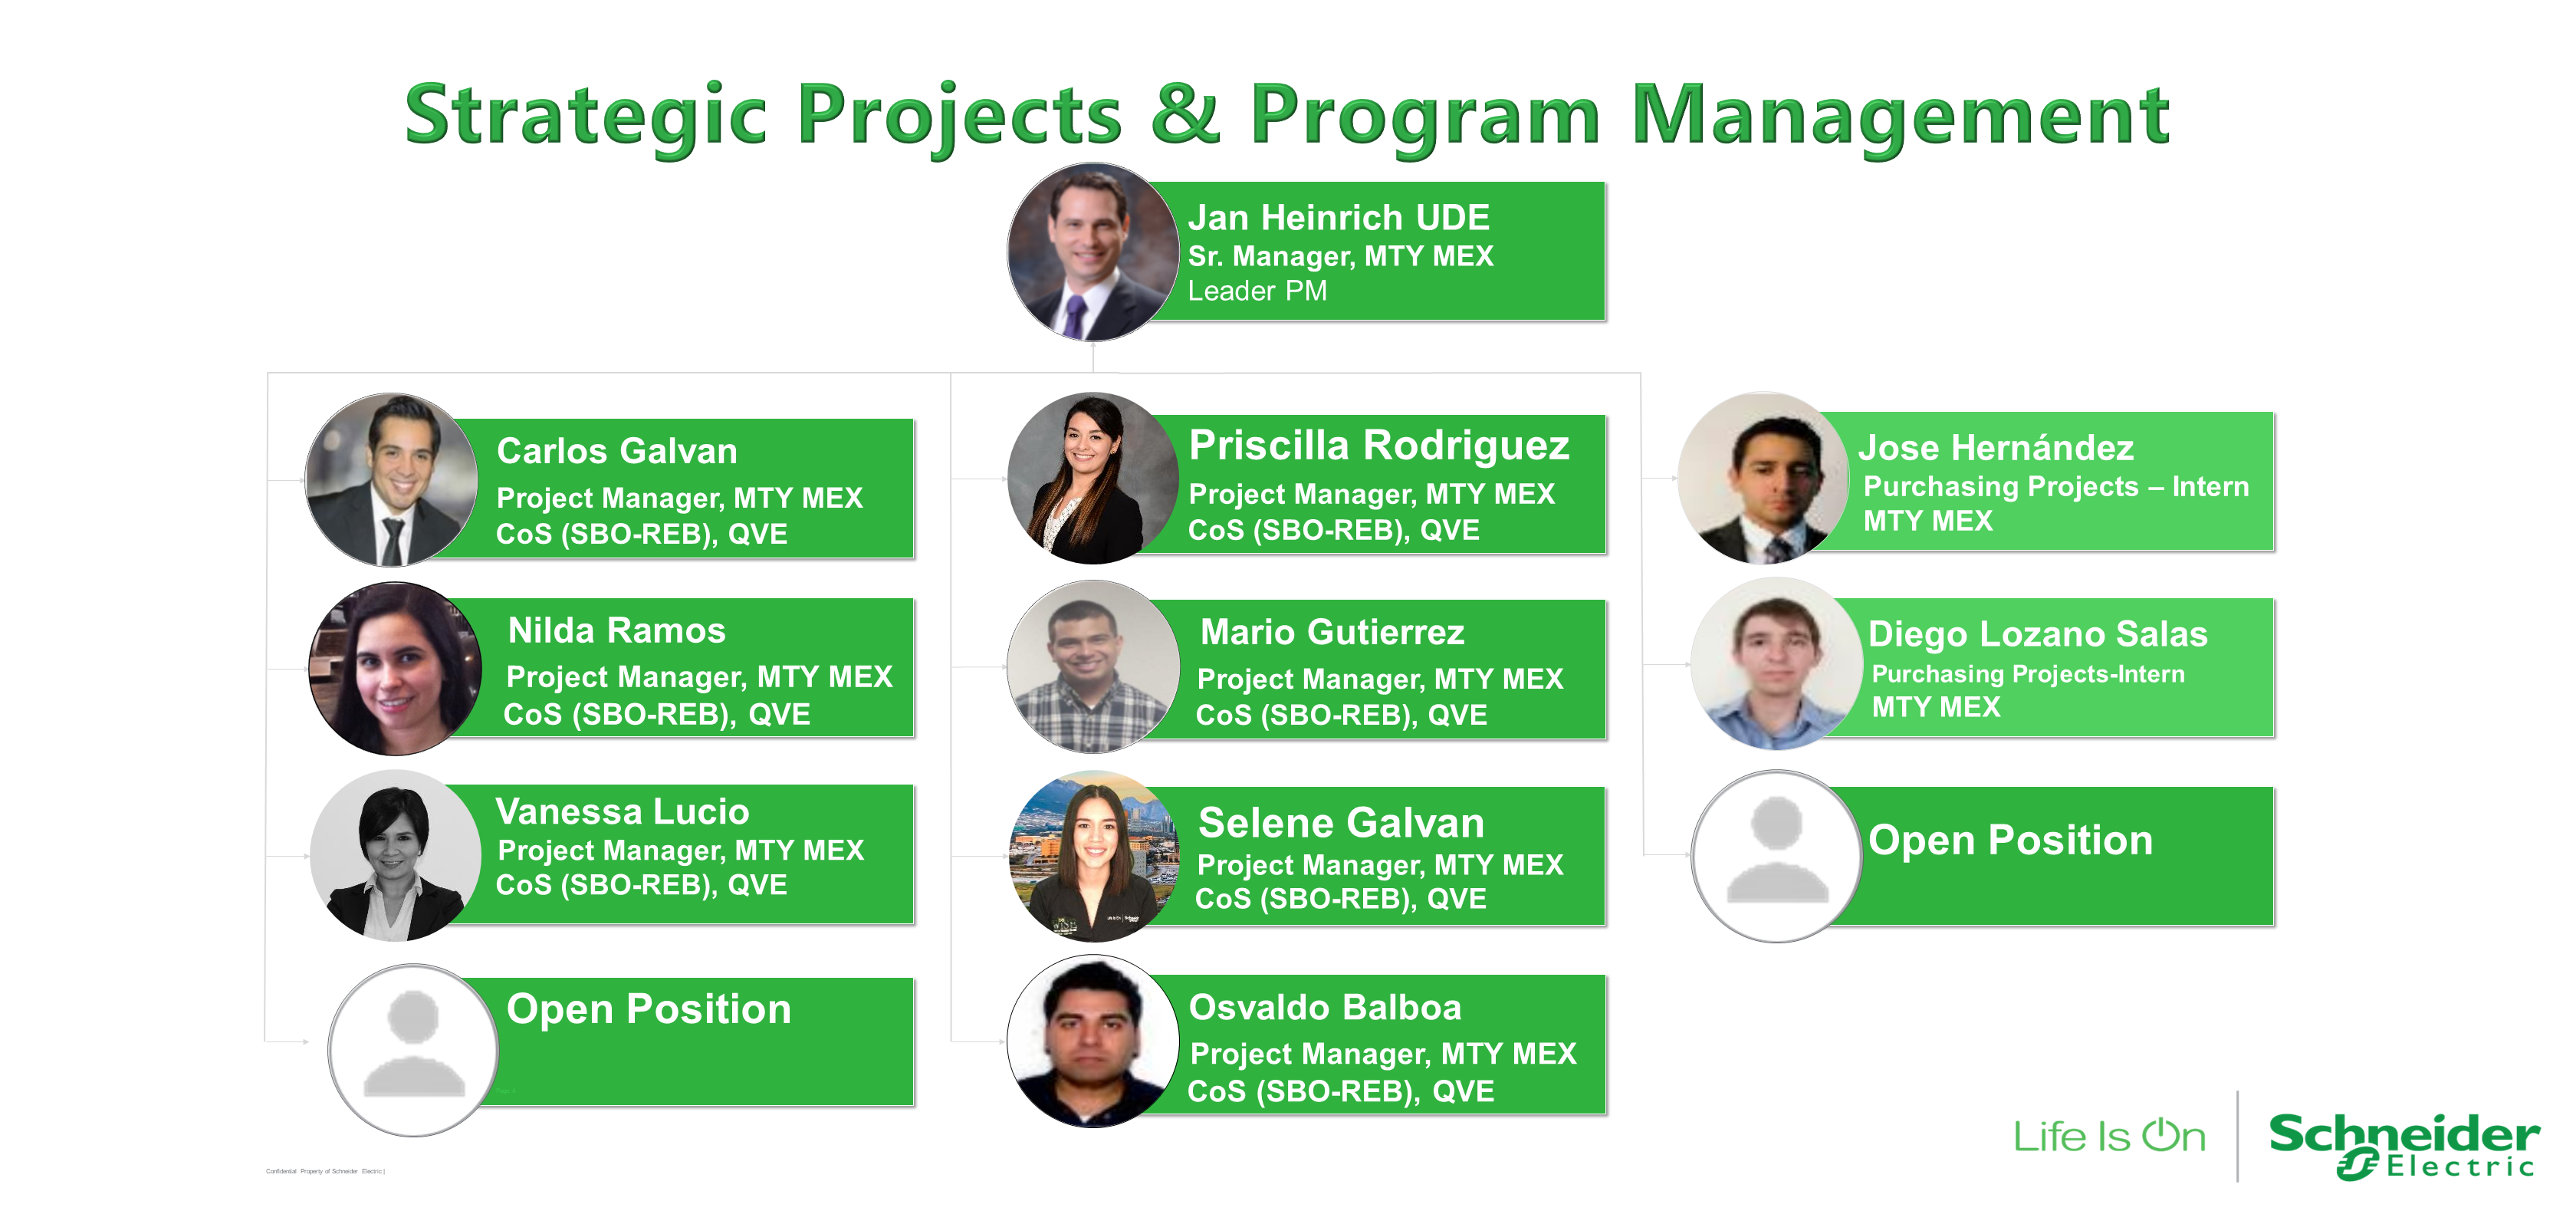 Strategic Projects & Program Management
Jan Heinrich UDE
Sr. Manager, MTY MEX
Leader PM
Carlos Galvan
Project Manager, MTY MEX
CoS (SBO-REB), QVE
Priscilla Rodriguez
Project Manager, MTY MEX
CoS (SBO-REB), QVE
Jose Hernández
Purchasing Projects – Intern
MTY MEX
Nilda Ramos
Project Manager, MTY MEX
CoS (SBO-REB), QVE
Mario Gutierrez
Project Manager, MTY MEX
CoS (SBO-REB), QVE
Diego Lozano Salas
Purchasing Projects-Intern
MTY MEX
Vanessa Lucio
Project Manager, MTY MEX
CoS (SBO-REB), QVE
Selene Galvan
Project Manager, MTY MEX
CoS (SBO-REB), QVE
Open Position
Open Position
Osvaldo Balboa
Project Manager, MTY MEX
CoS (SBO-REB), QVE
Confidential Property of Schneider Electric |
Life Is On
Schneider
Electric